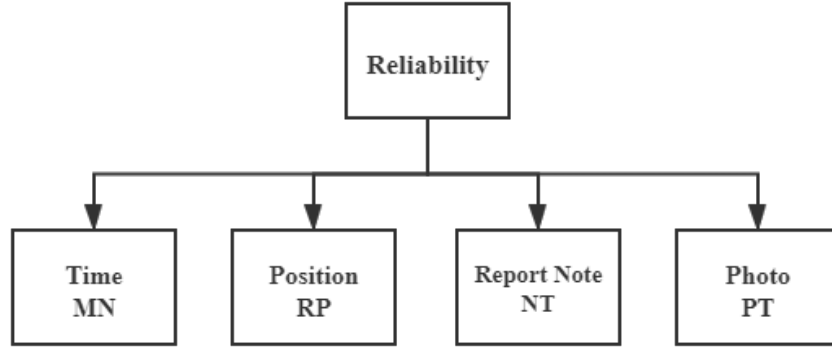 Reliability
Time
MN
Position
RP
Report Note
NT
Photo
PT